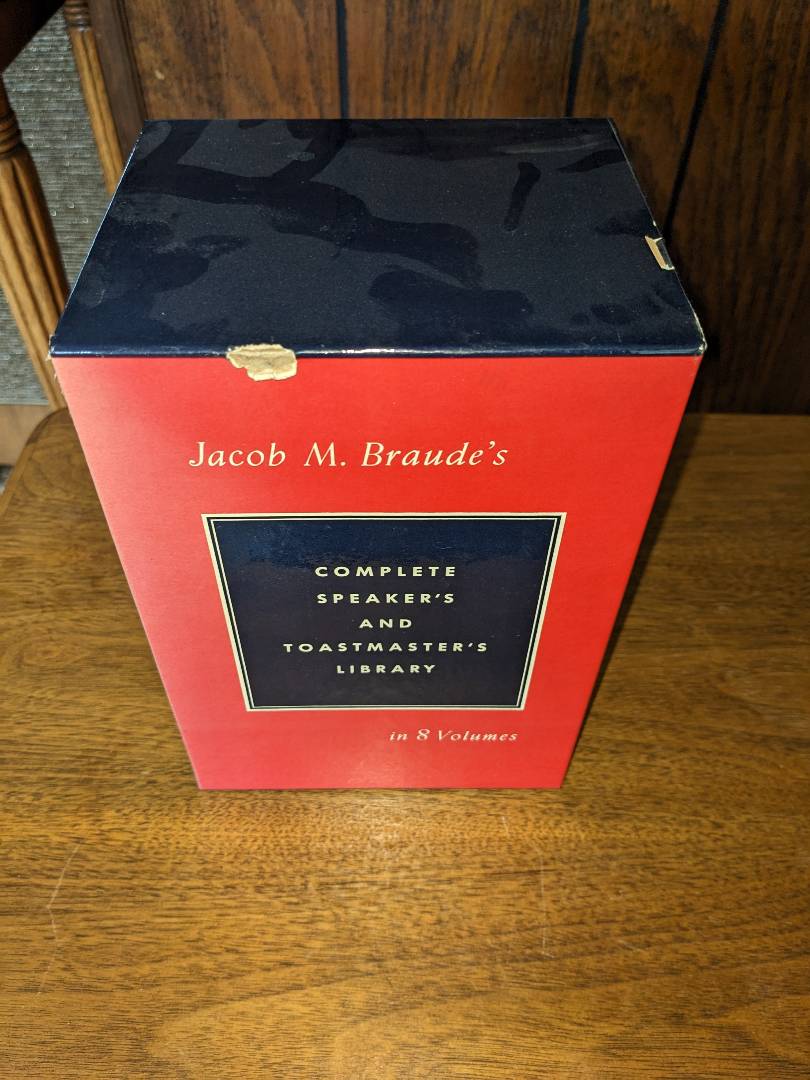 Jacob M. Braude's
COMPLETE
SPEAKER'S
AND
TOASTMASTER'S
LIBRARY
in 8 Volumes